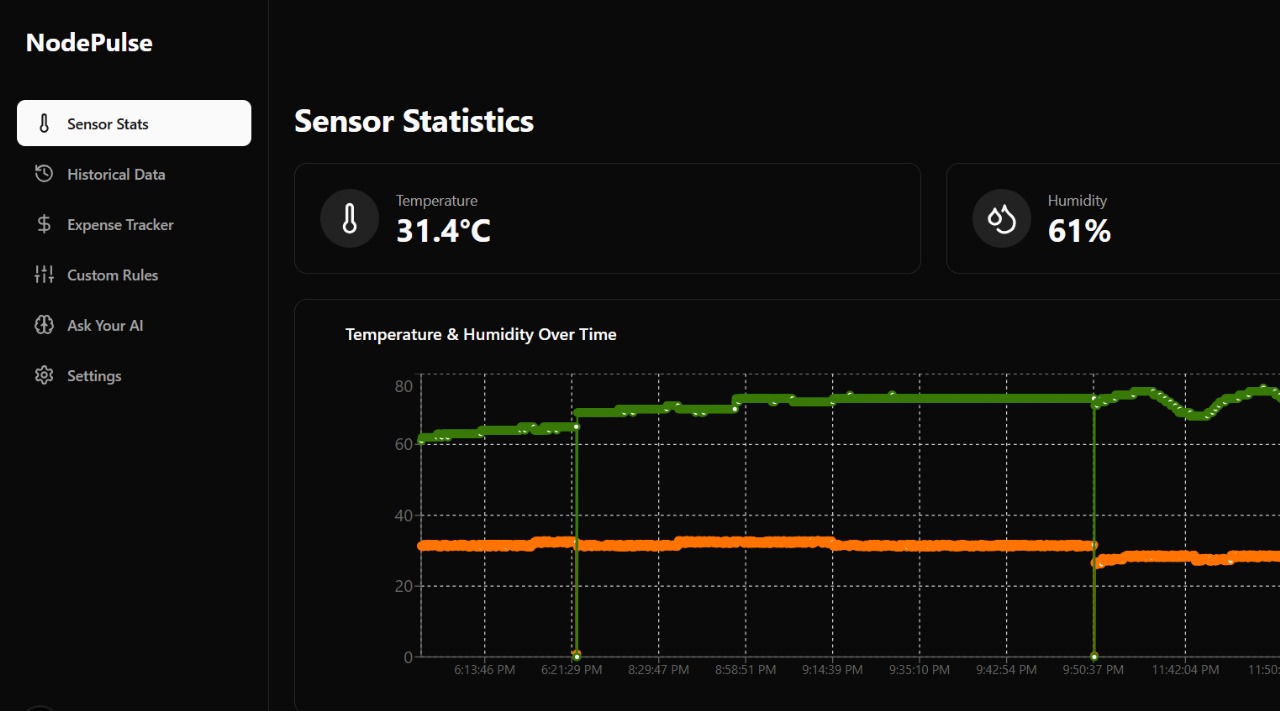 NodePulse
Sensor Stats
Historical Data
Expense Tracker
Custom Rules
Ask Your AI
Settings
Sensor Statistics
Temperature
31.4°C
Humidity
61%
Temperature & Humidity Over Time
80
60
40
20
0
6:13:46 PM 6:21:29 PM 8:29:47 PM 8:58:51 PM 9:14:39 PM 9:35:10 PM 9:42:54 PM 9:50:37 PM 11:42:04 PM 11:50: